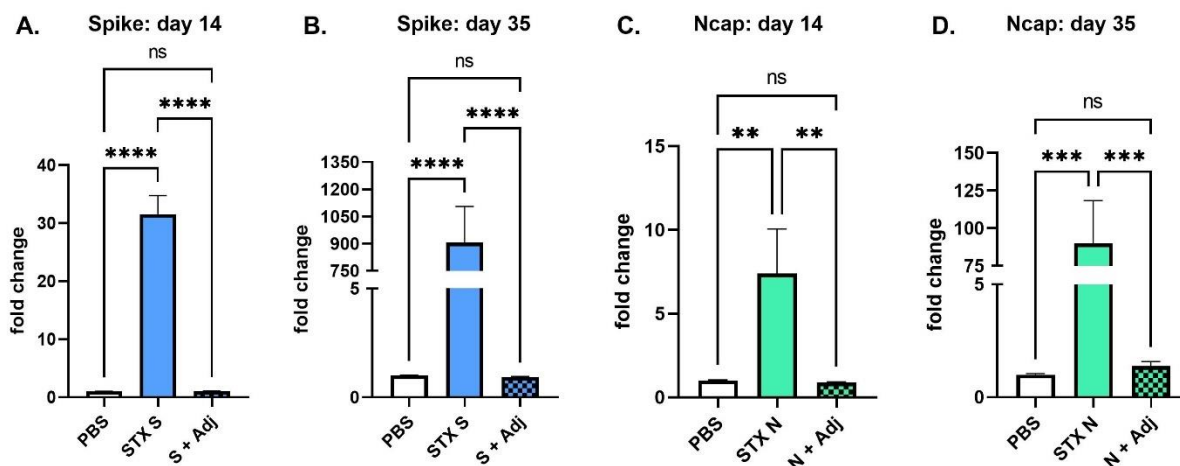 A. Spike: day 14
ns
****
****
40
30
20
10
0
fold change
PBS
STX S
S + Adj
B. Spike: day 35
ns
****
****
1350
1200
1050
900
750
5
0
fold change
PBS
STX S
S + Adj
C. Ncap: day 14
ns
**
**
15
10
5
0
fold change
PBS
STX N
N + Adj
D. Ncap: day 35
ns
***
***
150
125
100
75
5
0
fold change
PBS
STX N
N + Adj